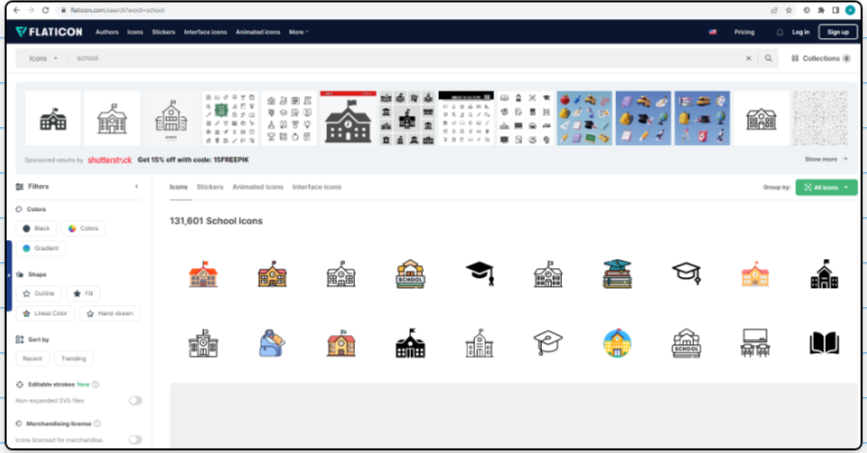 flaticon.com/search?word=school
FLATICON Authors Icons Stickers Interface icons Animated icons More Pricing Log in Sign up
Icons school Collections 0
Sponsored results by shutterstock Get 15% off with code: 15FREEPIK Show more
Filters Icons Stickers Animated icons Interface icons Group by: All icons
Colors
131,601 School Icons
Black Colors
Gradient
Shape
Outline Fill
Lineal Color Hand-drawn
Sort by
SCHOOL
SCHOOL
Recent Trending
Editable strokes New
Non-expanded SVG files
Merchandising license
Icons licensed for merchandise.